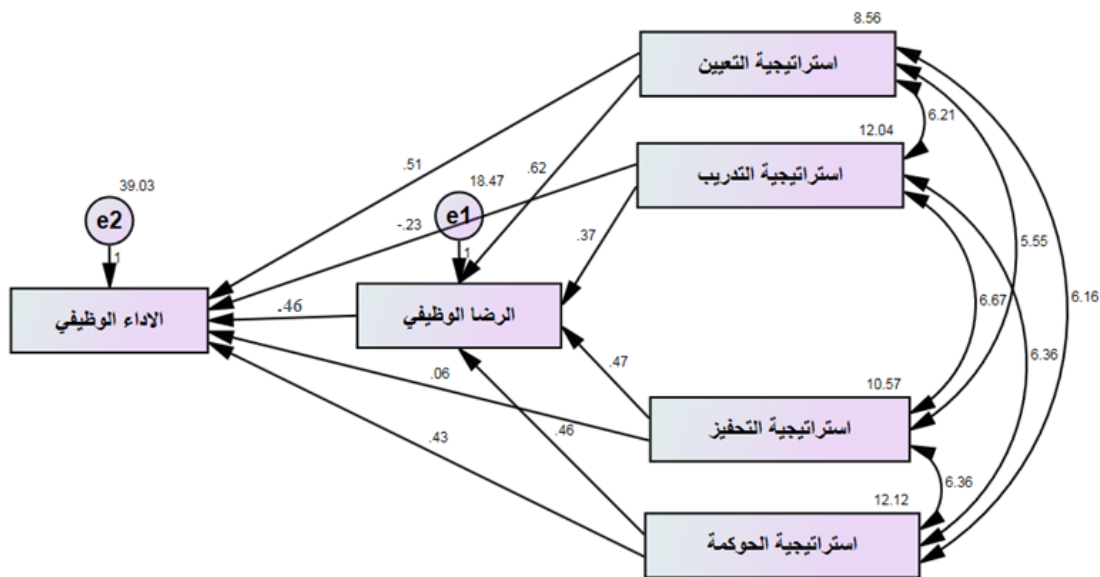 8.56
استراتيجية التعيين
6.21
12.04
استراتيجية التدريب
.51
.62
39.03
e2
1
-.23
18.47
e1
1
.37
5.55
6.16
6.67
6.36
الاداء الوظيفي
.46
الرضا الوظيفي
.47
10.57
استراتيجية التحفيز
.06
.46
.43
6.36
12.12
استراتيجية الحوكمة